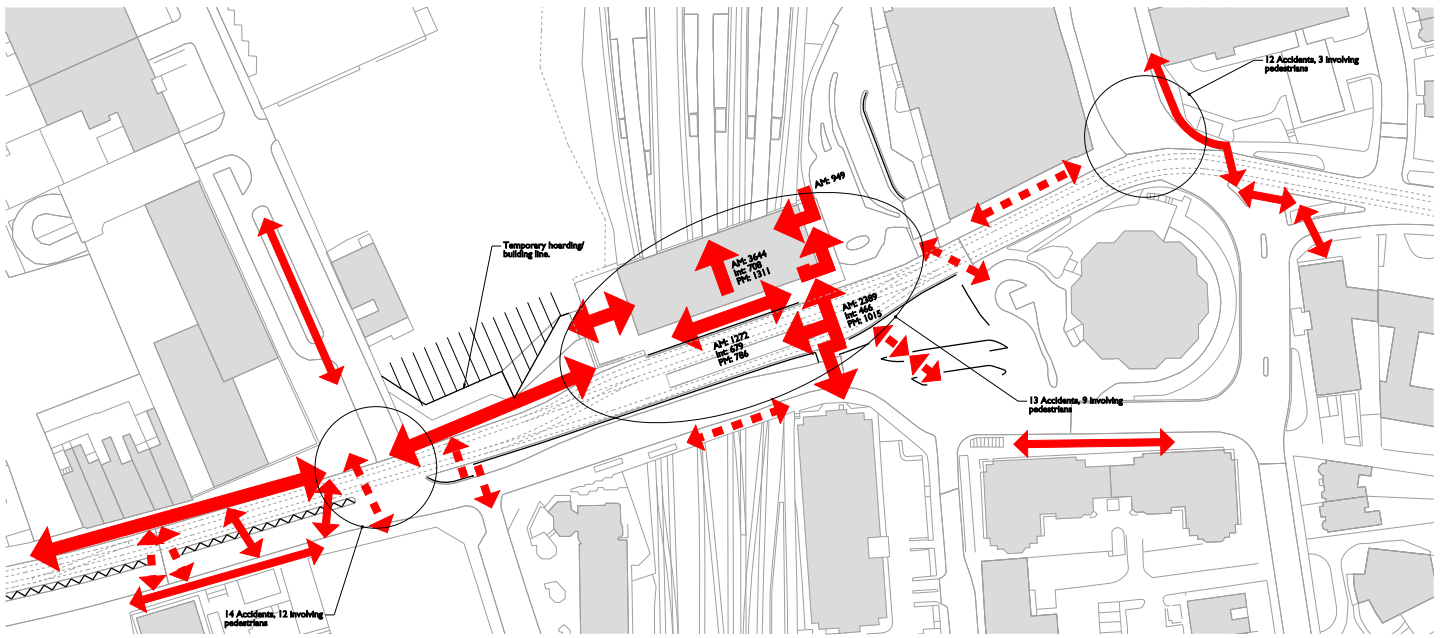 12 Accidents, 3 involving
pedestrians
AM: 949
Temporary hoarding/
building line.
AM: 3644
Int: 708
PM: 1311
AM: 2389
Int: 466
PM: 1015
AM: 1272
Int: 679
PM: 786
13 Accidents, 9 involving
pedestrians
14 Accidents, 12 involving
pedestrians